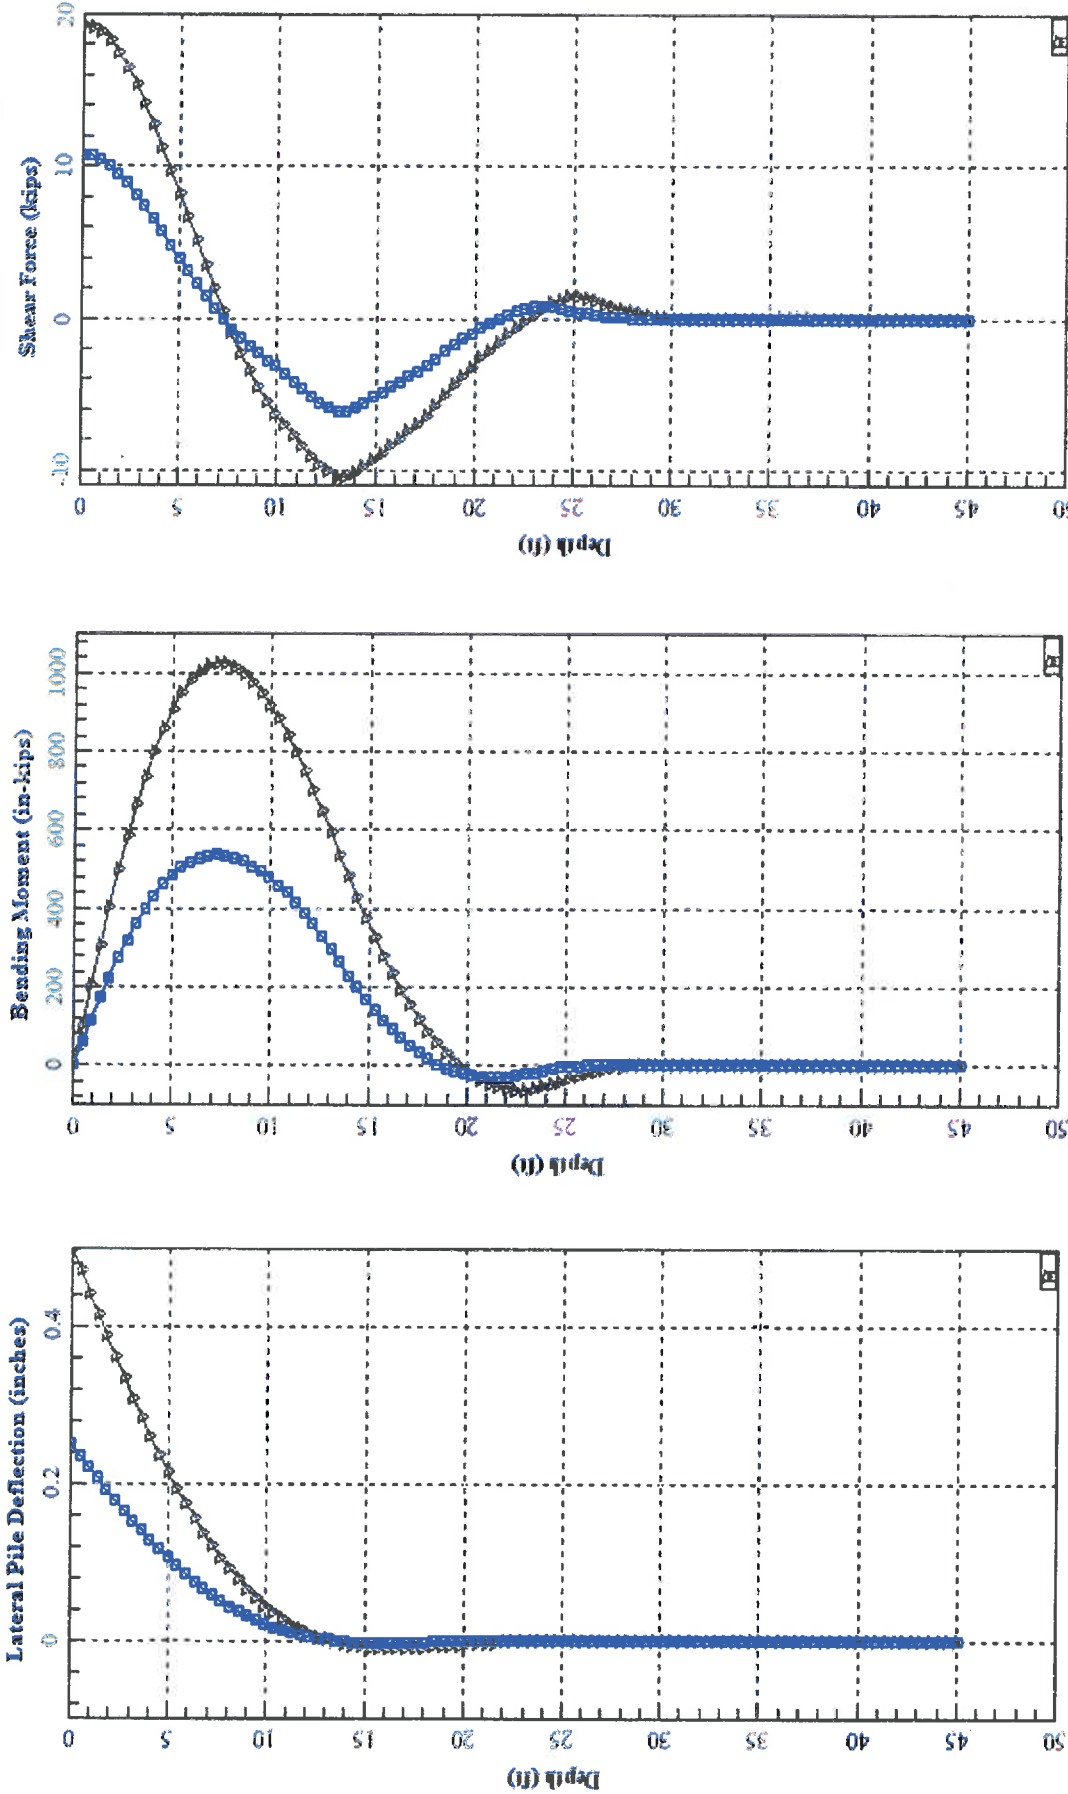 Shear Force (kips)
-10 0 10 20
0 5 10 15 20 25 30 35 40 45 50
Depth (ft)
Bending Moment (in-kips)
0 200 400 600 800 1000
0 5 10 15 20 25 30 35 40 45 50
Depth (ft)
Lateral Pile Deflection (inches)
0 0.2 0.4
0 5 10 15 20 25 30 35 40 45 50
Depth (ft)